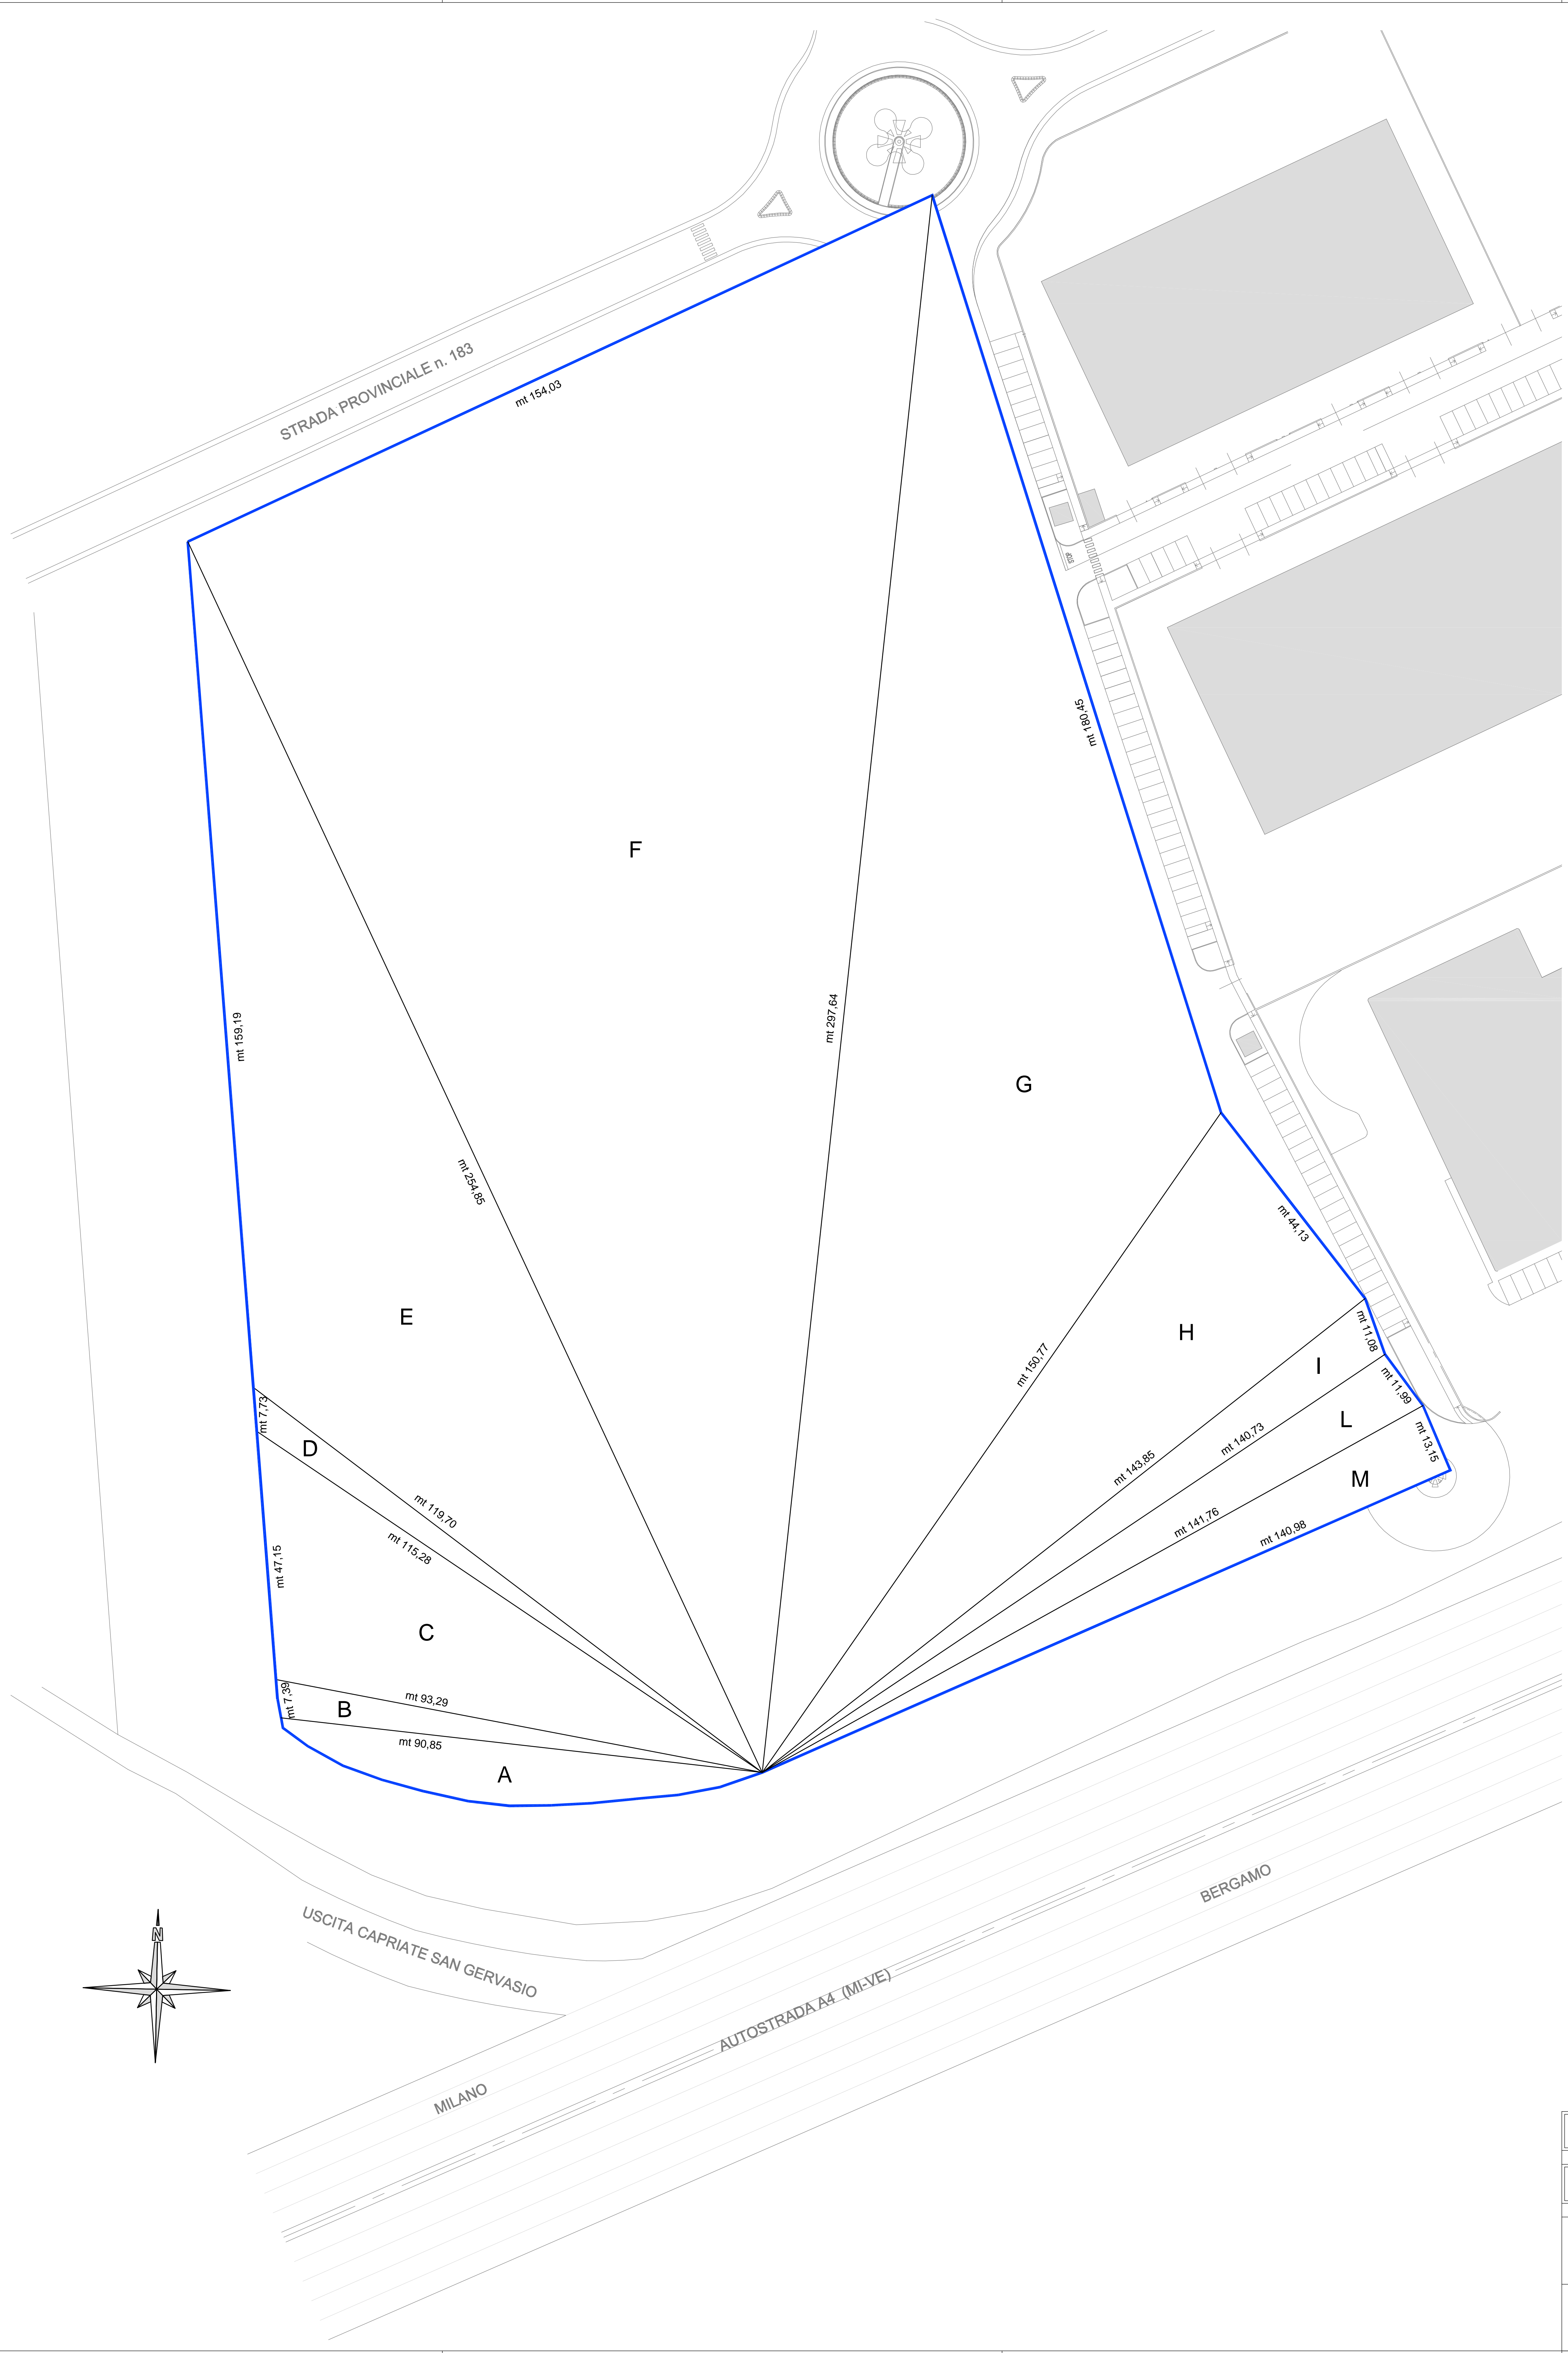 STRADA PROVINCIALE n. 183
mt 154,03
STOP
mt 180,45
F
mt 297,64
mt 159,19
G
mt 254,85
mt 44,13
E
H
mt 11,08
mt 150,77
I
mt 11,99
mt 7,73
L
D
mt 140,73
mt 13,15
mt 143,85
M
mt 119,70
mt 141,76
mt 140,98
mt 115,28
mt 47,15
C
mt 7,39
mt 93,29
B
mt 90,85
A
BERGAMO
USCITA CAPRIATE SAN GERVASIO
N
AUTOSTRADA A4 (MI-VE)
MILANO